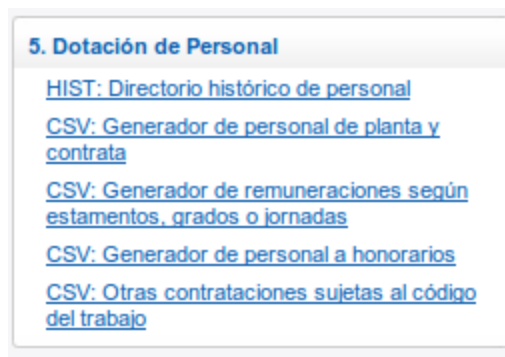 5. Dotación de Personal
HIST: Directorio histórico de personal
CSV: Generador de personal de planta y
contrata
CSV: Generador de remuneraciones según
estamentos, grados o jornadas
CSV: Generador de personal a honorarios
CSV: Otras contrataciones sujetas al código
del trabajo